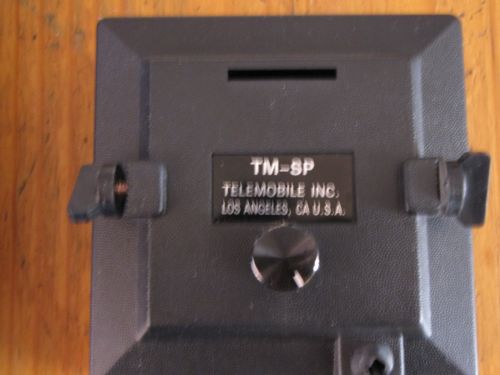 TM-SP
TELEMOBILE INC.
LOS ANGELES, CA U.S.A.